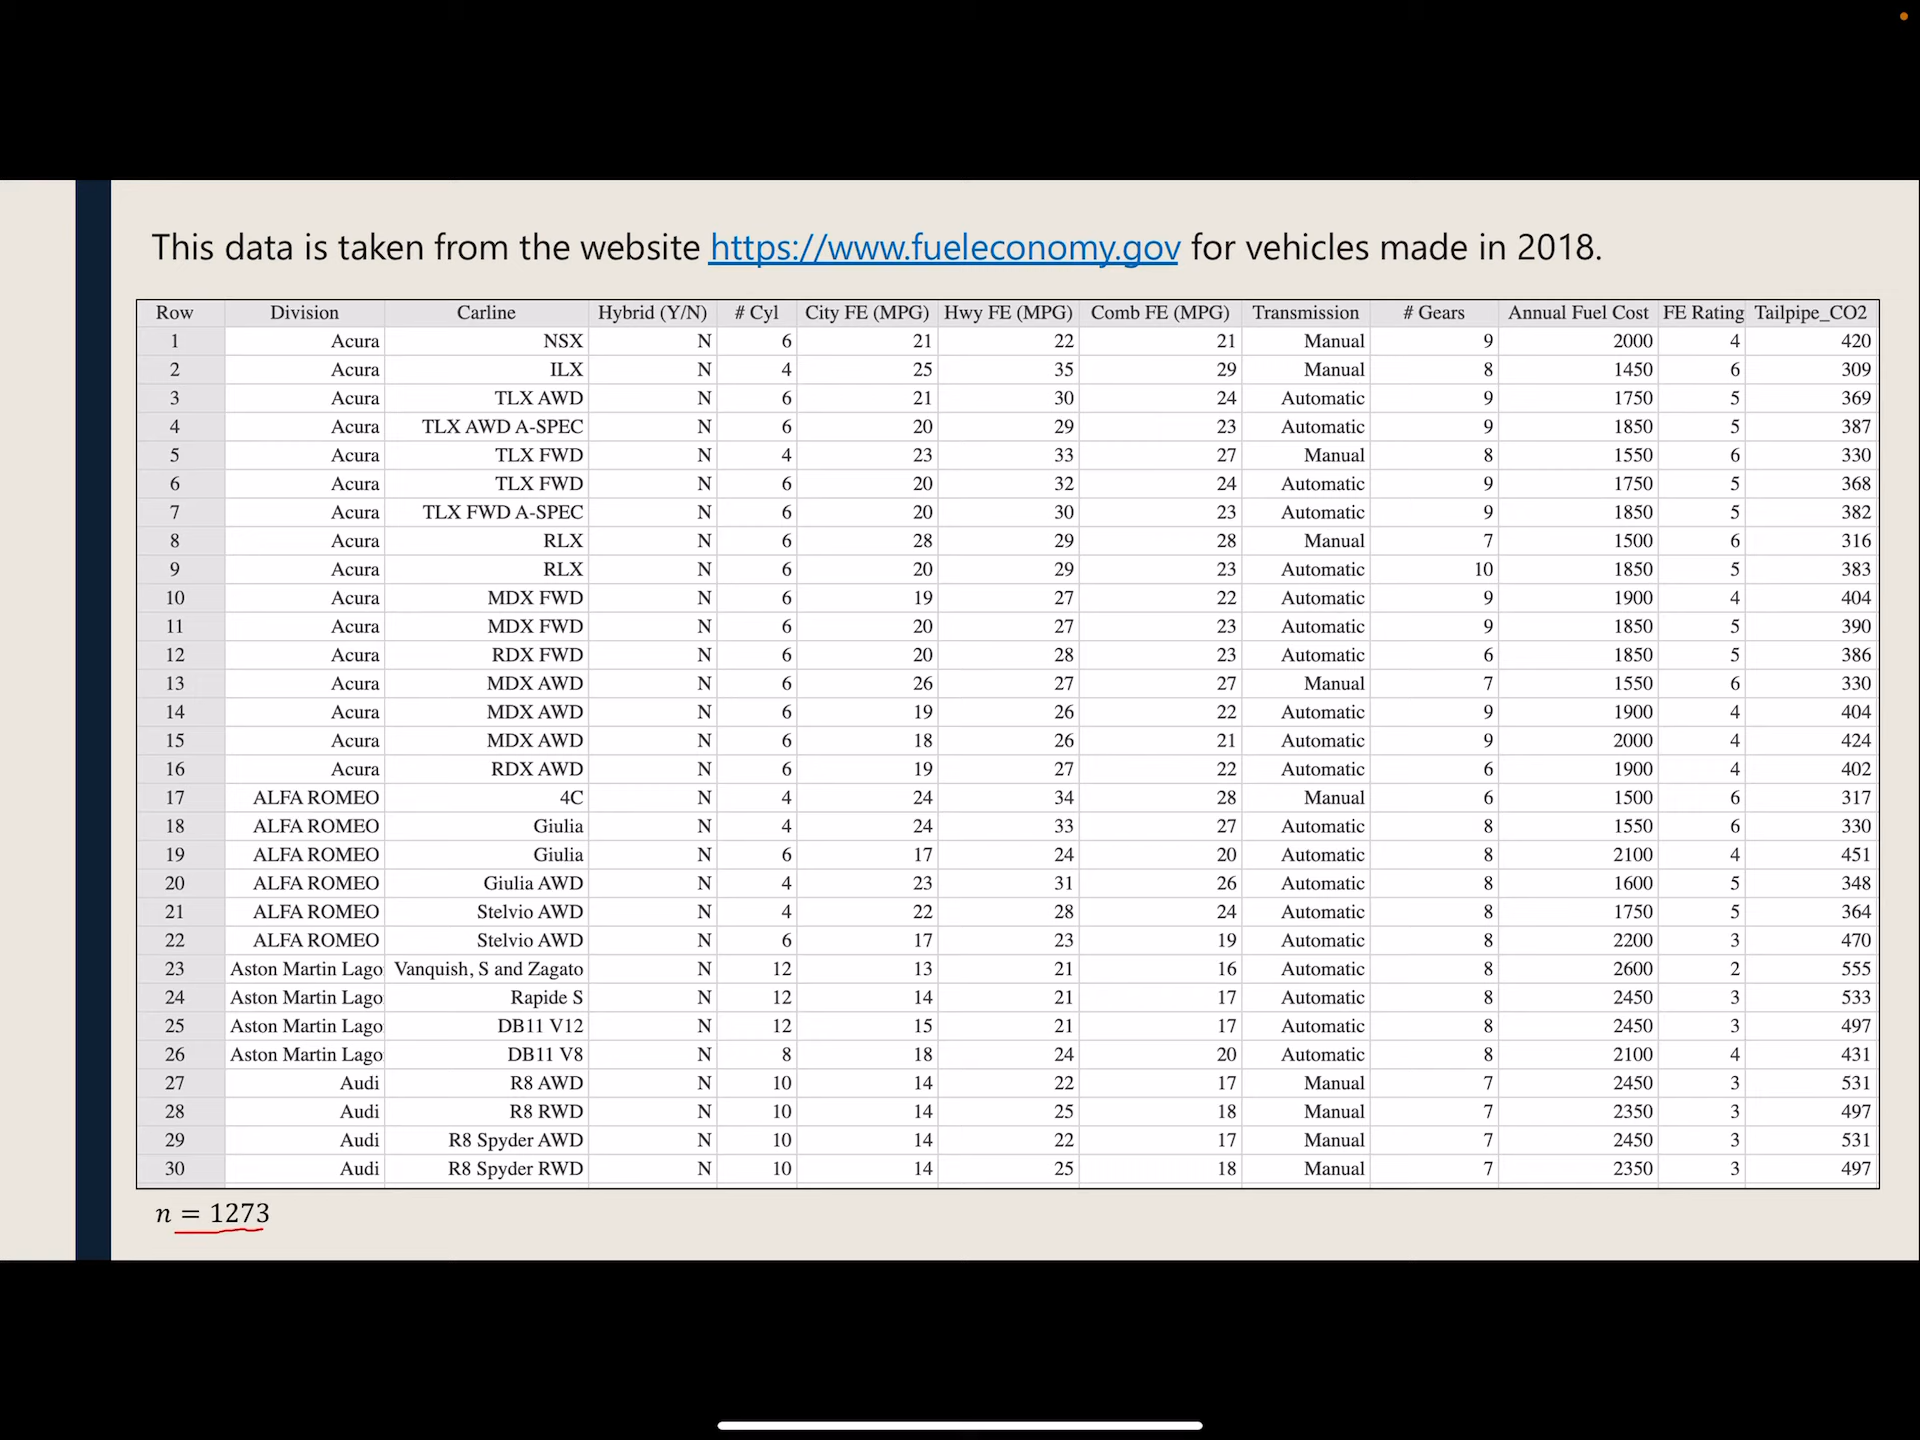 This data is taken from the website https://www.fueleconomy.gov for vehicles made in 2018.
Row Division Carline Hybrid (Y/N) # Cyl City FE (MPG) Hwy FE (MPG) Comb FE (MPG) Transmission # Gears Annual Fuel Cost FE Rating Tailpipe_CO2
1 Acura NSX N 6 21 22 21 Manual 9 2000 4 420
2 Acura ILX N 4 25 35 29 Manual 8 1450 6 309
3 Acura TLX AWD N 6 21 30 24 Automatic 9 1750 5 369
4 Acura TLX AWD A-SPEC N 6 20 29 23 Automatic 9 1850 5 387
5 Acura TLX FWD N 4 23 33 27 Manual 8 1550 6 330
6 Acura TLX FWD N 6 20 32 24 Automatic 9 1750 5 368
7 Acura TLX FWD A-SPEC N 6 20 30 23 Automatic 9 1850 5 382
8 Acura RLX N 6 28 29 28 Manual 7 1500 6 316
9 Acura RLX N 6 20 29 23 Automatic 10 1850 5 383
10 Acura MDX FWD N 6 19 27 22 Automatic 9 1900 4 404
11 Acura MDX FWD N 6 20 27 23 Automatic 9 1850 5 390
12 Acura RDX FWD N 6 20 28 23 Automatic 6 1850 5 386
13 Acura MDX AWD N 6 26 27 27 Manual 7 1550 6 330
14 Acura MDX AWD N 6 19 26 22 Automatic 9 1900 4 404
15 Acura MDX AWD N 6 18 26 21 Automatic 9 2000 4 424
16 Acura RDX AWD N 6 19 27 22 Automatic 6 1900 4 402
17 ALFA ROMEO 4C N 4 24 34 28 Manual 6 1500 6 317
18 ALFA ROMEO Giulia N 4 24 33 27 Automatic 8 1550 6 330
19 ALFA ROMEO Giulia N 6 17 24 20 Automatic 8 2100 4 451
20 ALFA ROMEO Giulia AWD N 4 23 31 26 Automatic 8 1600 5 348
21 ALFA ROMEO Stelvio AWD N 4 22 28 24 Automatic 8 1750 5 364
22 ALFA ROMEO Stelvio AWD N 6 17 23 19 Automatic 8 2200 3 470
23 Aston Martin Lago Vanquish, S and Zagato N 12 13 21 16 Automatic 8 2600 2 555
24 Aston Martin Lago Rapide S N 12 14 21 17 Automatic 8 2450 3 533
25 Aston Martin Lago DB11 V12 N 12 15 21 17 Automatic 8 2450 3 497
26 Aston Martin Lago DB11 V8 N 8 18 24 20 Automatic 8 2100 4 431
27 Audi R8 AWD N 10 14 22 17 Manual 7 2450 3 531
28 Audi R8 RWD N 10 14 25 18 Manual 7 2350 3 497
29 Audi R8 Spyder AWD N 10 14 22 17 Manual 7 2450 3 531
30 Audi R8 Spyder RWD N 10 14 25 18 Manual 7 2350 3 497
n = 1273